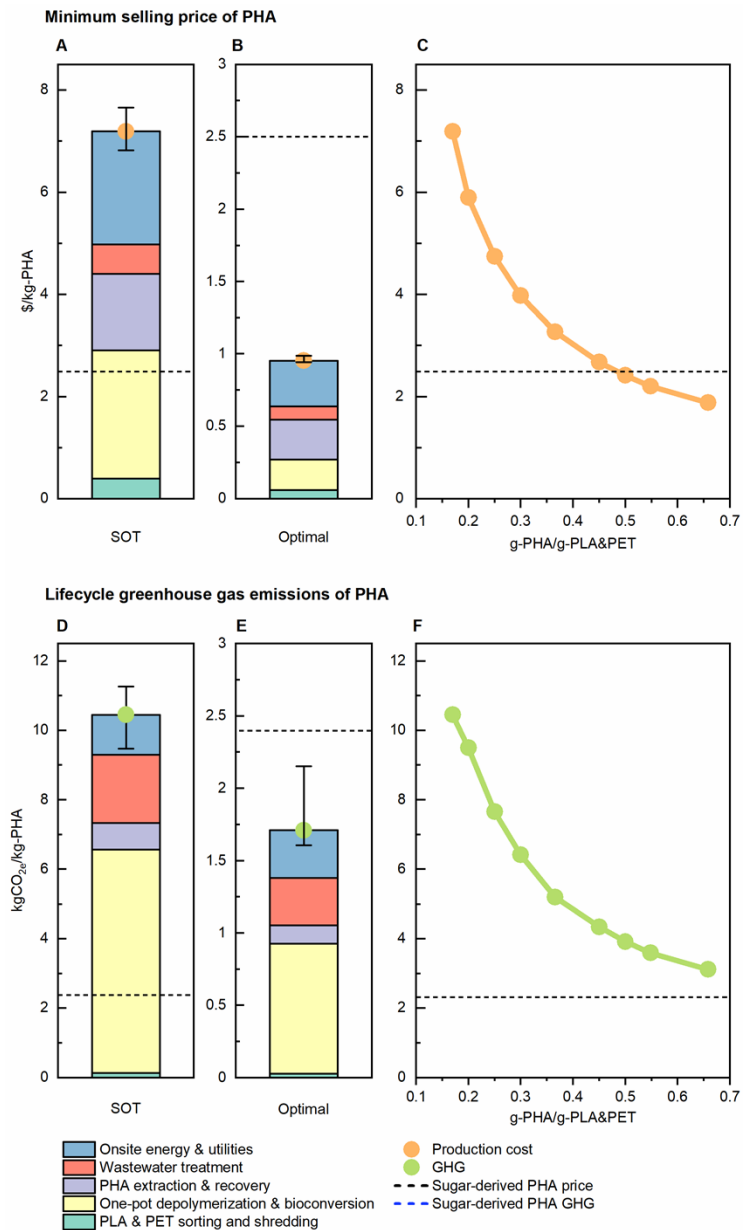 Minimum selling price of PHA
A
B
C
$/kg-PHA
8
6
4
2
0
SOT
3
2.5
2
1.5
1
0.5
0
Optimal
8
6
4
2
0
0.1 0.2 0.3 0.4 0.5 0.6 0.7
g-PHA/g-PLA&PET
Lifecycle greenhouse gas emissions of PHA
D
E
F
kgCO2e/kg-PHA
12
10
8
6
4
2
0
SOT
3
2.5
2
1.5
1
0.5
0
Optimal
12
10
8
6
4
2
0
0.1 0.2 0.3 0.4 0.5 0.6 0.7
g-PHA/g-PLA&PET
Onsite energy & utilities
Wastewater treatment
PHA extraction & recovery
One-pot depolymerization & bioconversion
PLA & PET sorting and shredding
Production cost
GHG
Sugar-derived PHA price
Sugar-derived PHA GHG